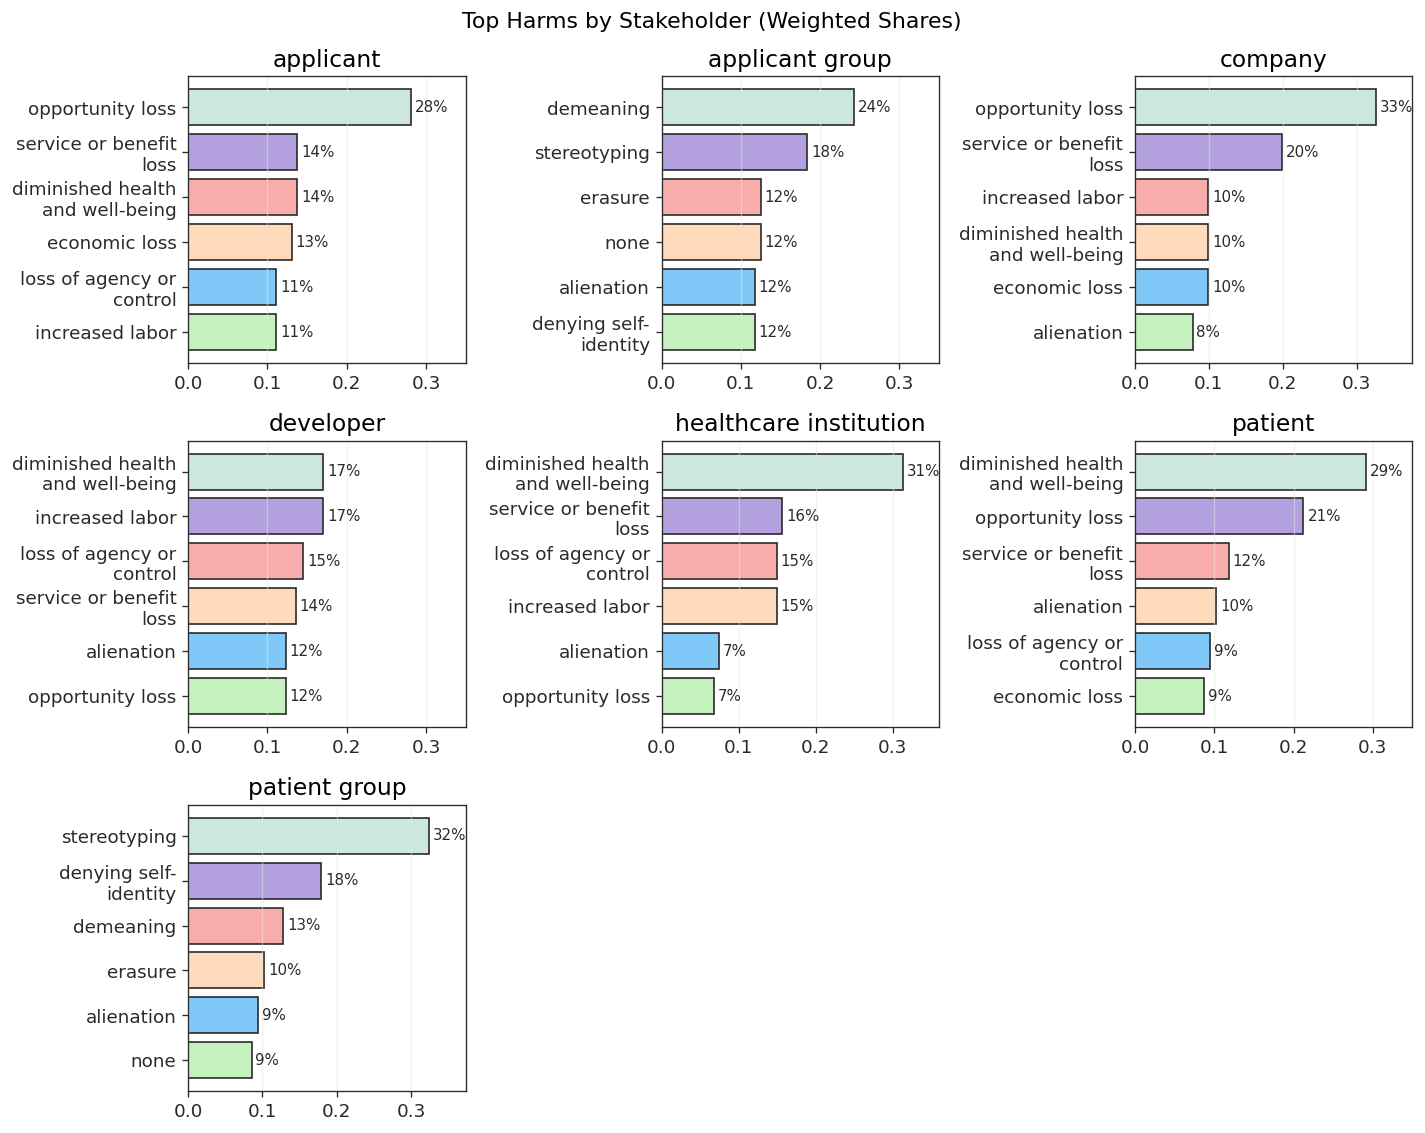 Top Harms by Stakeholder (Weighted Shares)
applicant
opportunity loss
28%
service or benefit
loss
14%
diminished health
and well-being
14%
economic loss
13%
loss of agency or
control
11%
increased labor
11%
0.0 0.1 0.2 0.3
applicant group
demeaning
24%
stereotyping
18%
erasure
12%
none
12%
alienation
12%
denying self-
identity
12%
0.0 0.1 0.2 0.3
company
opportunity loss
33%
service or benefit
loss
20%
increased labor
10%
diminished health
and well-being
10%
economic loss
10%
alienation
8%
0.0 0.1 0.2 0.3
developer
diminished health
and well-being
17%
increased labor
17%
loss of agency or
control
15%
service or benefit
loss
14%
alienation
12%
opportunity loss
12%
0.0 0.1 0.2 0.3
healthcare institution
diminished health
and well-being
31%
service or benefit
loss
16%
loss of agency or
control
15%
increased labor
15%
alienation
7%
opportunity loss
7%
0.0 0.1 0.2 0.3
patient
diminished health
and well-being
29%
opportunity loss
21%
service or benefit
loss
12%
alienation
10%
loss of agency or
control
9%
economic loss
9%
0.0 0.1 0.2 0.3
patient group
stereotyping
32%
denying self-
identity
18%
demeaning
13%
erasure
10%
alienation
9%
none
9%
0.0 0.1 0.2 0.3